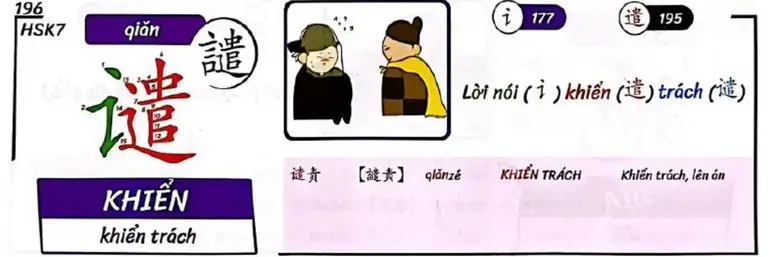 196
HSK7
qiǎn
譴
谴
KHIỂN
khiển trách
讠 177
遣 195
Lời nói (讠) khiển (遣) trách (谴)
谴责 【譴責】 qiǎnzé KHIỂN TRÁCH Khiển trách, lên án